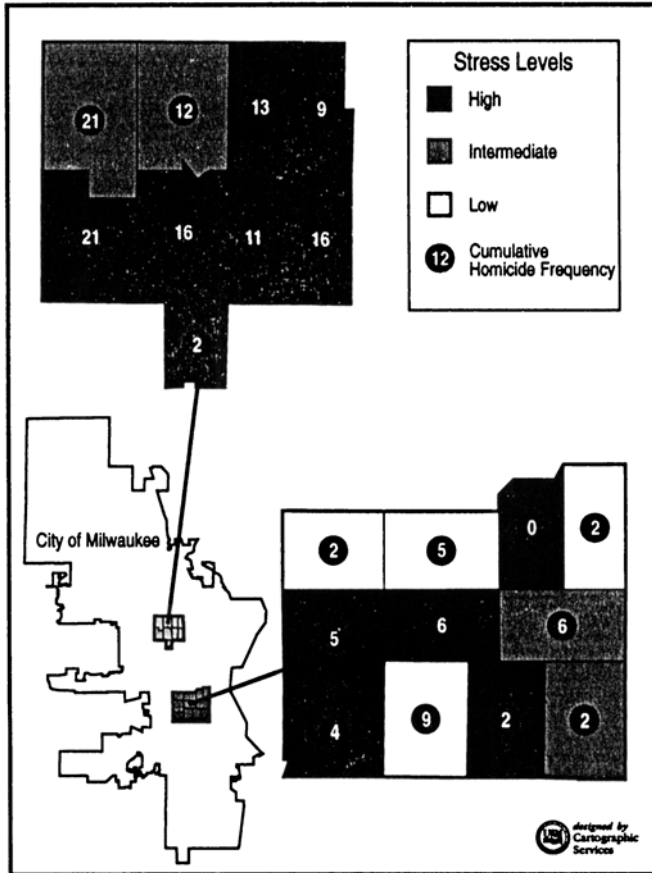 Stress Levels
High
Intermediate
Low
12 Cumulative
Homicide Frequency
21 12 13 9
21 16 11 16
2
City of Milwaukee
0 2
2 5
5 6 6
4 9 2 2
designed by
Cartographic
Services